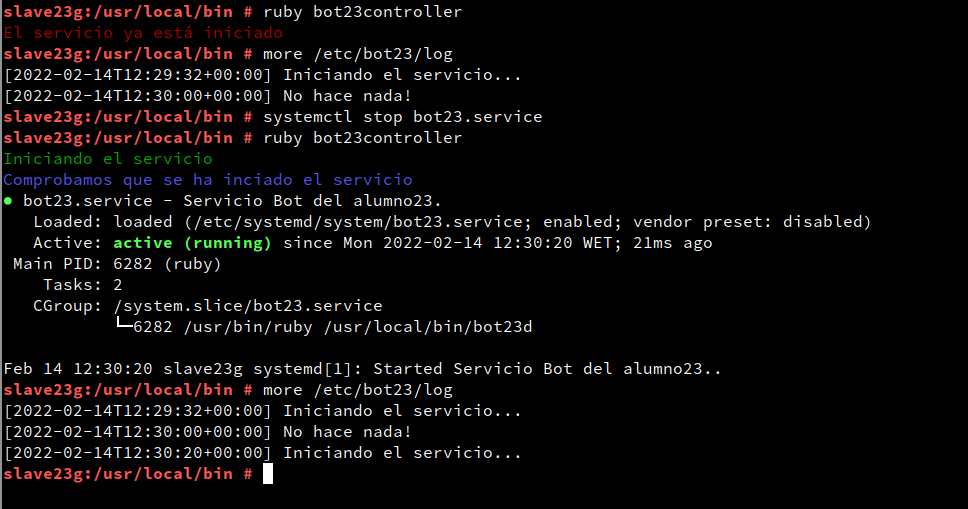 slave23g:/usr/local/bin # ruby bot23controller
El servicio ya está iniciado
slave23g:/usr/local/bin # more /etc/bot23/log
[2022-02-14T12:29:32+00:00] Iniciando el servicio...
[2022-02-14T12:30:00+00:00] No hace nada!
slave23g:/usr/local/bin # systemctl stop bot23.service
slave23g:/usr/local/bin # ruby bot23controller
Iniciando el servicio
Comprobamos que se ha inciado el servicio
● bot23.service - Servicio Bot del alumno23.
Loaded: loaded (/etc/systemd/system/bot23.service; enabled; vendor preset: disabled)
Active: active (running) since Mon 2022-02-14 12:30:20 WET; 21ms ago
Main PID: 6282 (ruby)
Tasks: 2
CGroup: /system.slice/bot23.service
└─6282 /usr/bin/ruby /usr/local/bin/bot23d
Feb 14 12:30:20 slave23g systemd[1]: Started Servicio Bot del alumno23..
slave23g:/usr/local/bin # more /etc/bot23/log
[2022-02-14T12:29:32+00:00] Iniciando el servicio...
[2022-02-14T12:30:00+00:00] No hace nada!
[2022-02-14T12:30:20+00:00] Iniciando el servicio...
slave23g:/usr/local/bin #